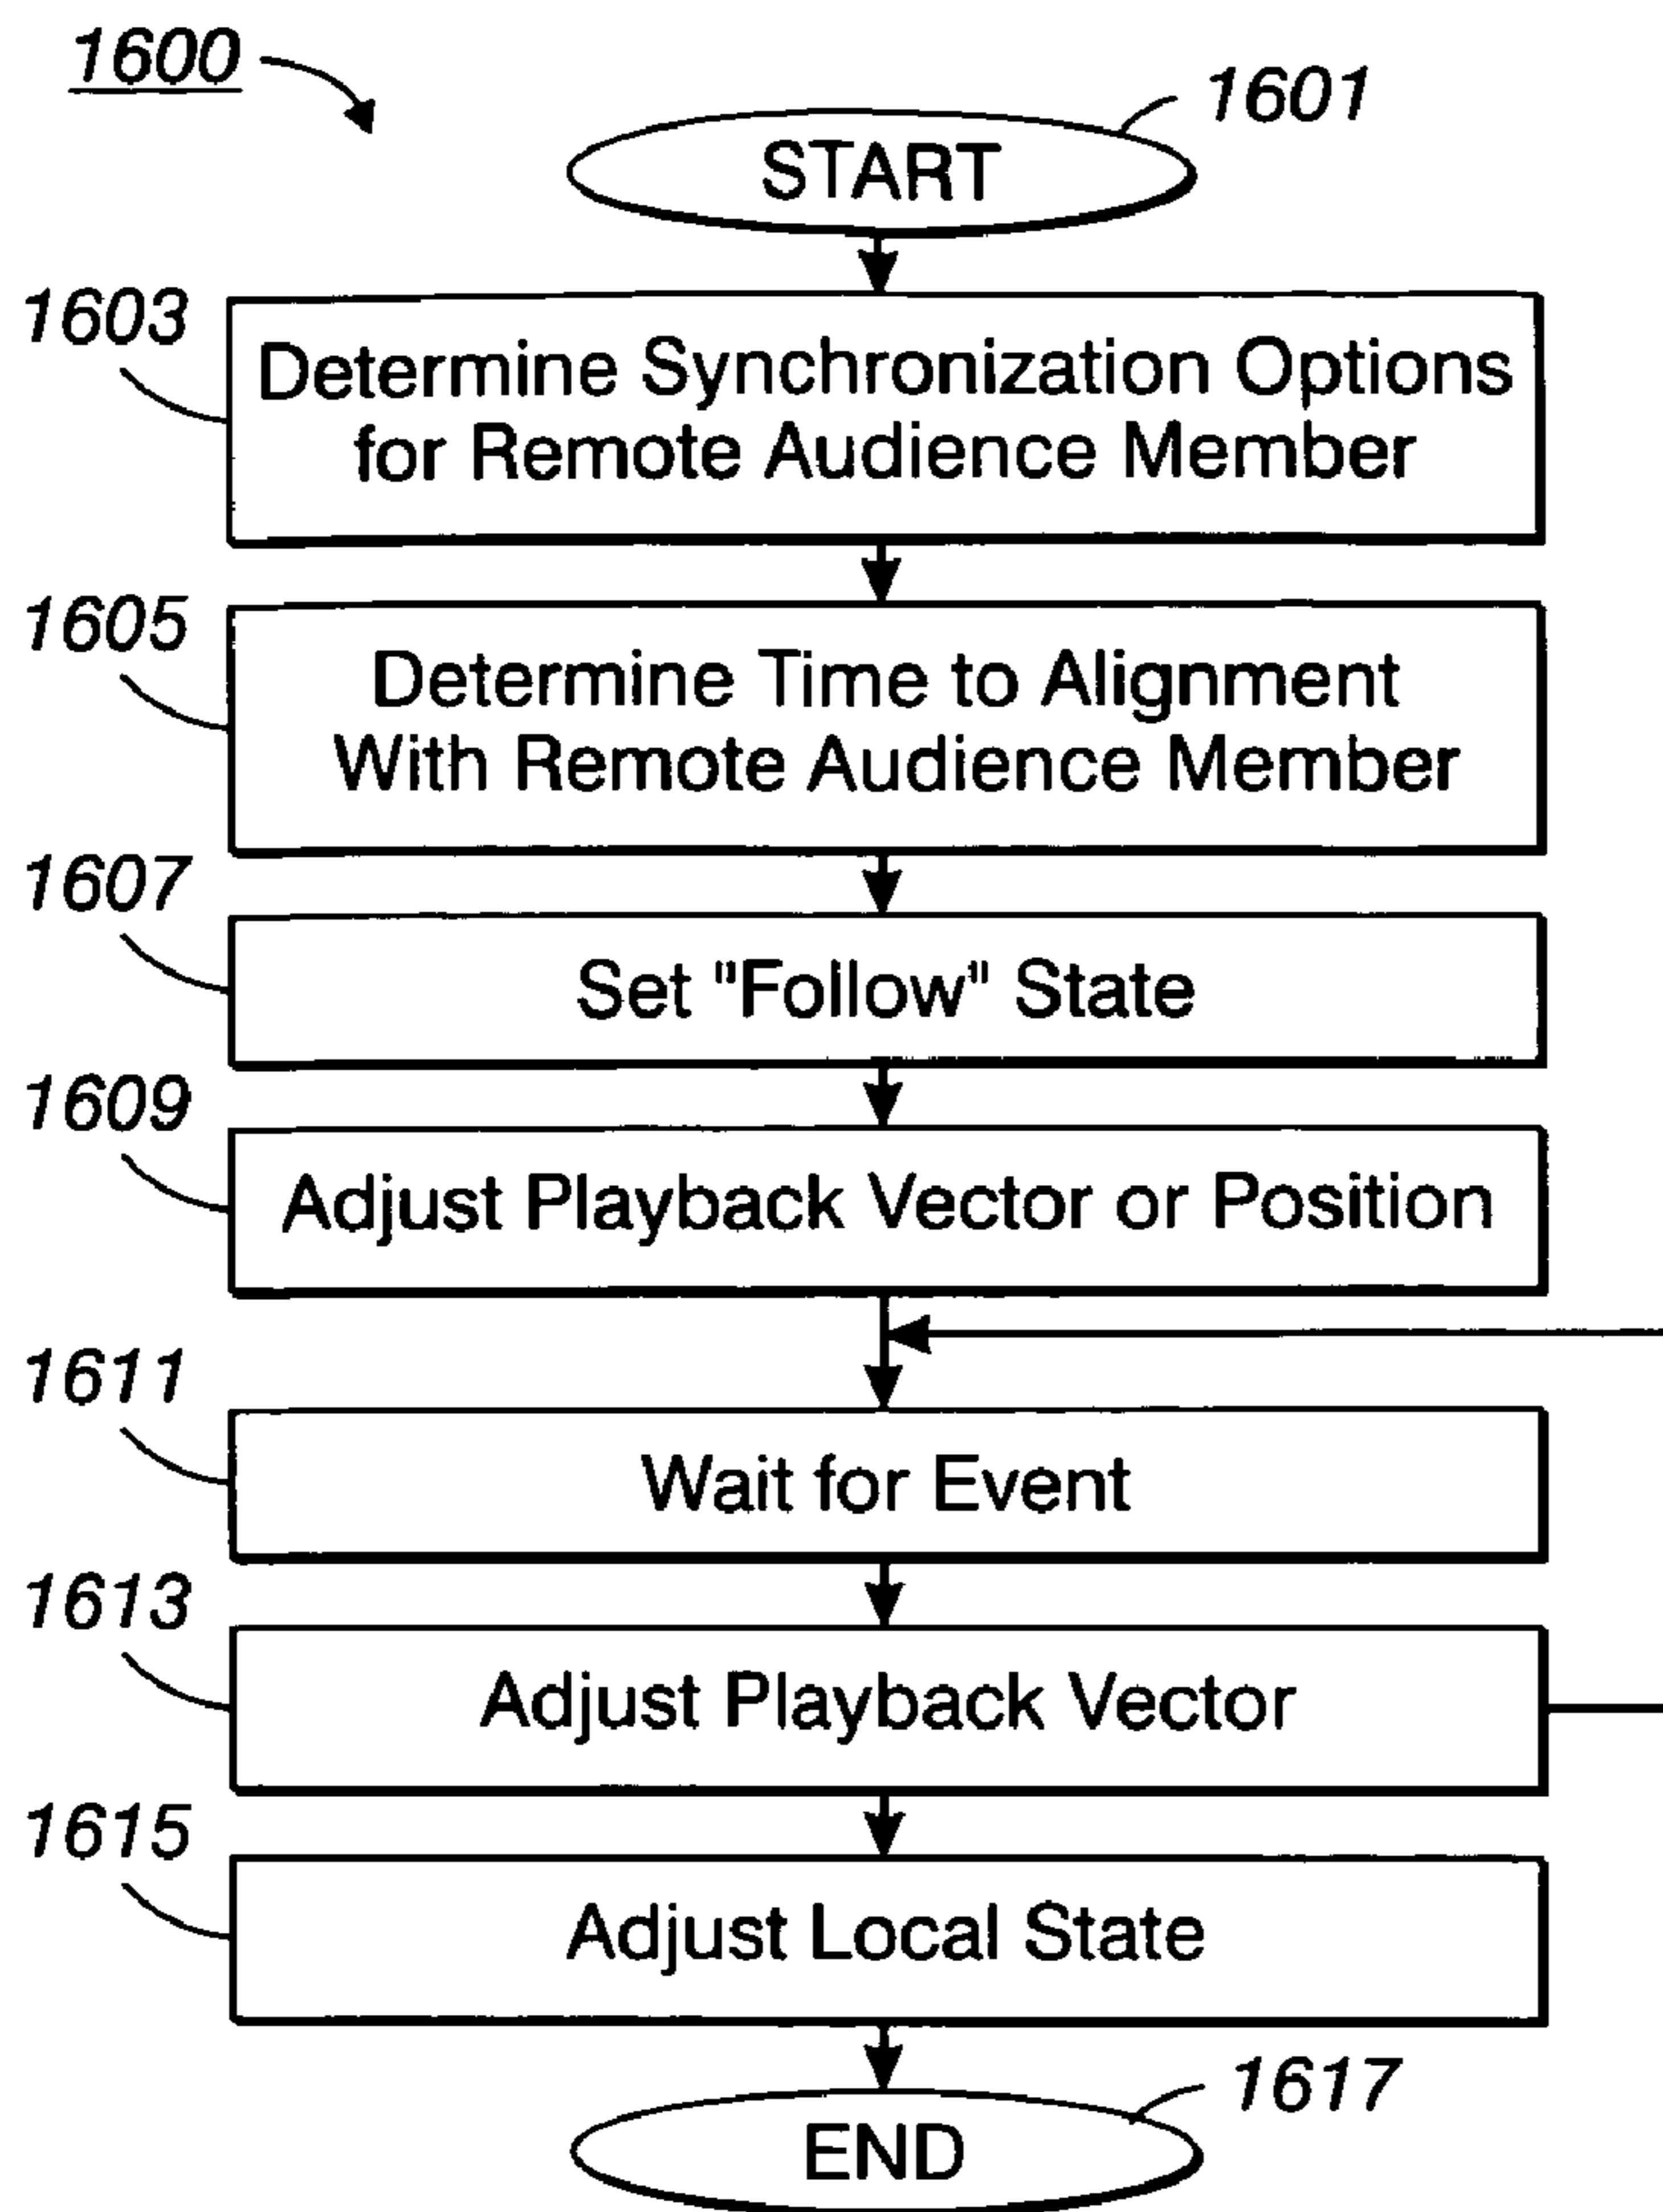 1600
1601
START
1603
Determine Synchronization Options
for Remote Audience Member
1605
Determine Time to Alignment
With Remote Audience Member
1607
Set "Follow" State
1609
Adjust Playback Vector or Position
1611
Wait for Event
1613
Adjust Playback Vector
1615
Adjust Local State
1617
END